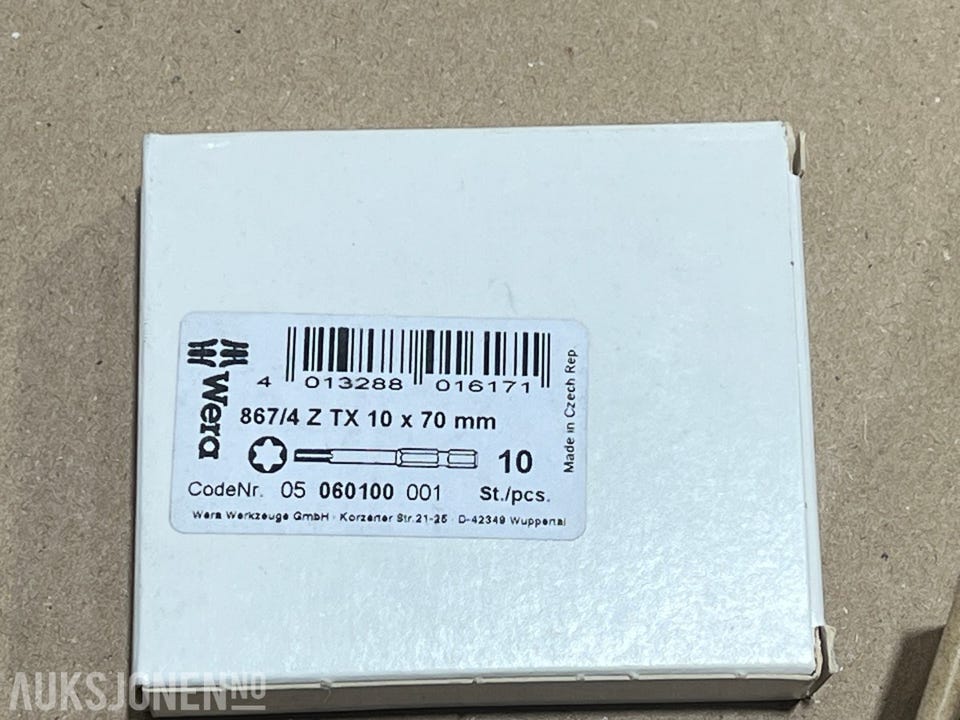 Wera
4 013288 016171
867/4 Z TX 10 x 70 mm
10
CodeNr. 05 060100 001 St./pcs.
Wera Werkzeuge GmbH · Korzerter Str.21-25 · D-42349 Wuppertal
Made in Czech Rep.
AUKSJONEN.NO